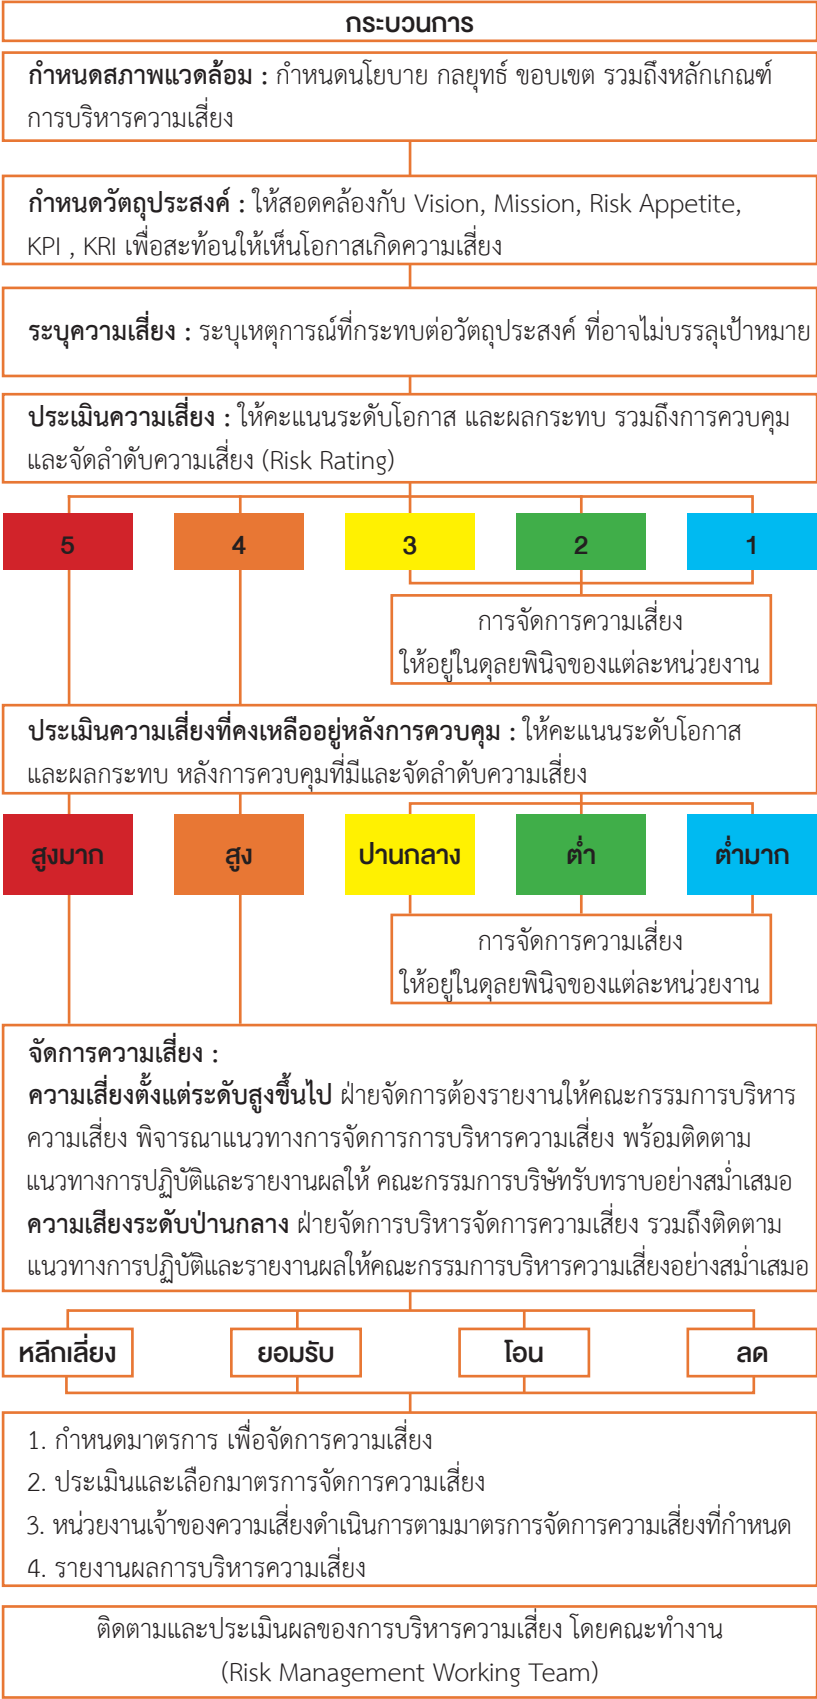 กระบวนการ
กำหนดสภาพแวดล้อม : กำหนดนโยบาย กลยุทธ์ ขอบเขต รวมถึงหลักเกณฑ์
การบริหารความเสี่ยง
กำหนดวัตถุประสงค์ : ให้สอดคล้องกับ Vision, Mission, Risk Appetite,
KPI , KRI เพื่อสะท้อนให้เห็นโอกาสเกิดความเสี่ยง
ระบุความเสี่ยง : ระบุเหตุการณ์ที่กระทบต่อวัตถุประสงค์ ที่อาจไม่บรรลุเป้าหมาย
ประเมินความเสี่ยง : ให้คะแนนระดับโอกาส และผลกระทบ รวมถึงการควบคุม
และจัดลำดับความเสี่ยง (Risk Rating)
5 4 3 2 1
การจัดการความเสี่ยง
ให้อยู่ในดุลยพินิจของแต่ละหน่วยงาน
ประเมินความเสี่ยงที่คงเหลืออยู่หลังการควบคุม : ให้คะแนนระดับโอกาส
และผลกระทบ หลังการควบคุมที่มีและจัดลำดับความเสี่ยง
สูงมาก สูง ปานกลาง ต่ำ ต่ำมาก
การจัดการความเสี่ยง
ให้อยู่ในดุลยพินิจของแต่ละหน่วยงาน
จัดการความเสี่ยง :
ความเสี่ยงตั้งแต่ระดับสูงขึ้นไป ฝ่ายจัดการต้องรายงานให้คณะกรรมการบริหาร
ความเสี่ยง พิจารณาแนวทางการจัดการการบริหารความเสี่ยง พร้อมติดตาม
แนวทางการปฏิบัติและรายงานผลให้ คณะกรรมการบริษัทรับทราบอย่างสม่ำเสมอ
ความเสียงระดับป่านกลาง ฝ่ายจัดการบริหารจัดการความเสี่ยง รวมถึงติดตาม
แนวทางการปฏิบัติและรายงานผลให้คณะกรรมการบริหารความเสี่ยงอย่างสม่ำเสมอ
หลีกเลี่ยง ยอมรับ โอน ลด
1. กำหนดมาตรการ เพื่อจัดการความเสี่ยง
2. ประเมินและเลือกมาตรการจัดการความเสี่ยง
3. หน่วยงานเจ้าของความเสี่ยงดำเนินการตามมาตรการจัดการความเสี่ยงที่กำหนด
4. รายงานผลการบริหารความเสี่ยง
ติดตามและประเมินผลของการบริหารความเสี่ยง โดยคณะทำงาน
(Risk Management Working Team)